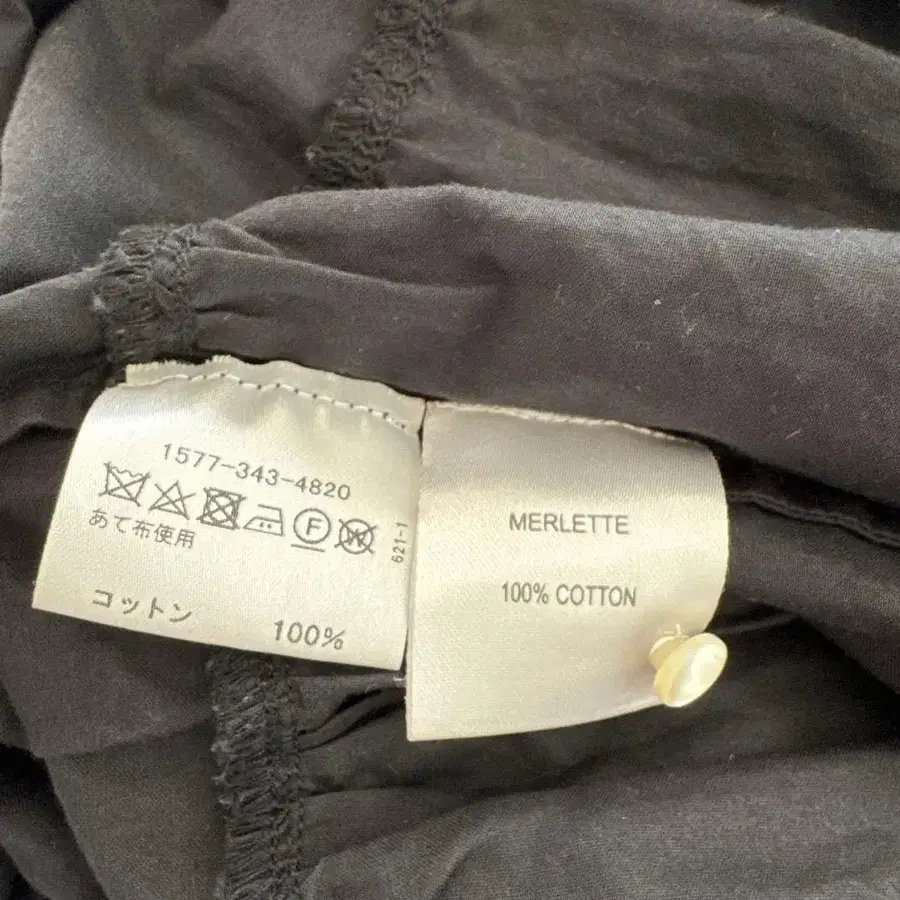 1577-343-4820
F W
あて布使用
コットン 100%
621-1
MERLETTE
100% COTTON